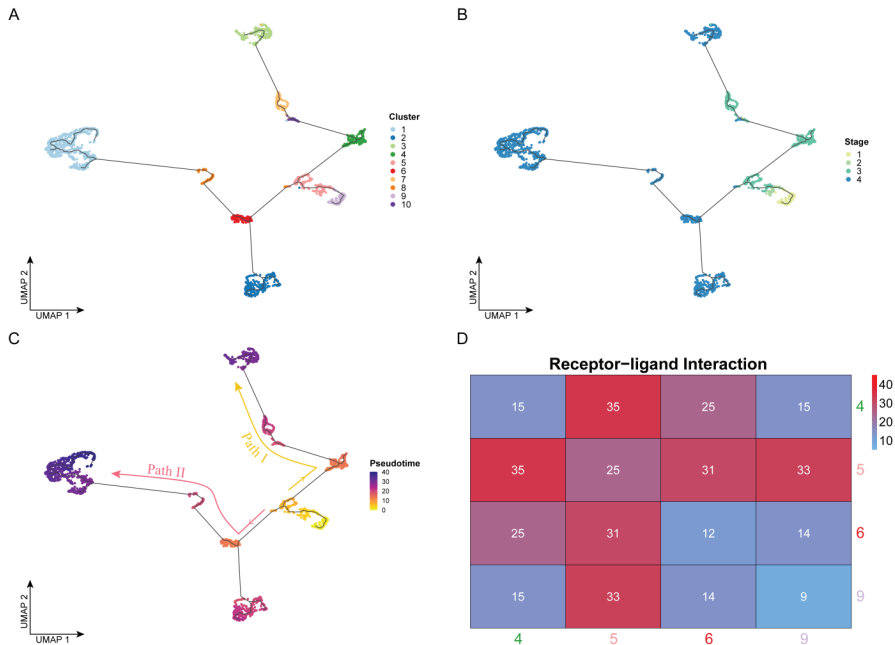 A
Cluster
1
2
3
4
5
6
7
8
9
10
UMAP 2
UMAP 1
B
Stage
1
2
3
4
UMAP 2
UMAP 1
C
Path I
Path II
Pseudotime
40
30
20
10
0
UMAP 2
UMAP 1
D
Receptor−ligand Interaction
15 35 25 15 4
35 25 31 33 5
25 31 12 14 6
15 33 14 9 9
4 5 6 9
40
30
20
10